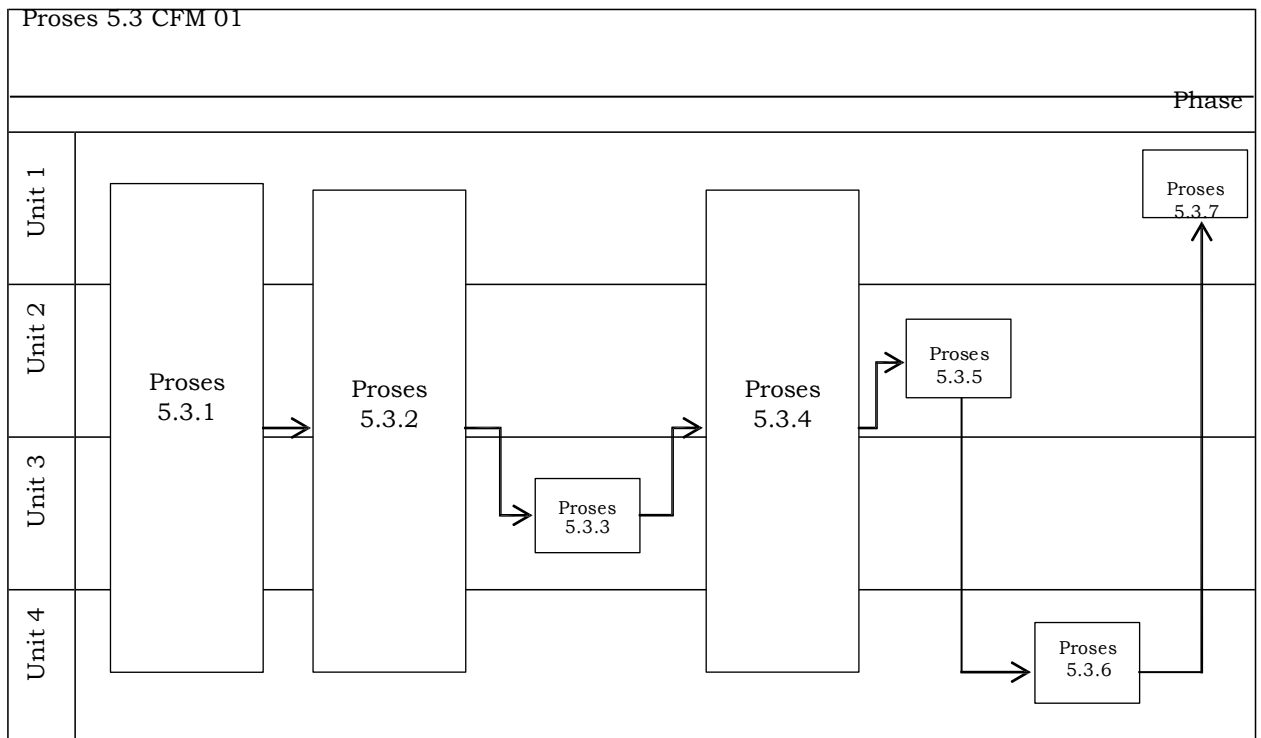 Proses 5.3 CFM 01
Phase
Unit 1
Proses
5.3.7
Unit 2
Proses
5.3.1
Proses
5.3.2
Proses
5.3.4
Proses
5.3.5
Unit 3
Proses
5.3.3
Unit 4
Proses
5.3.6